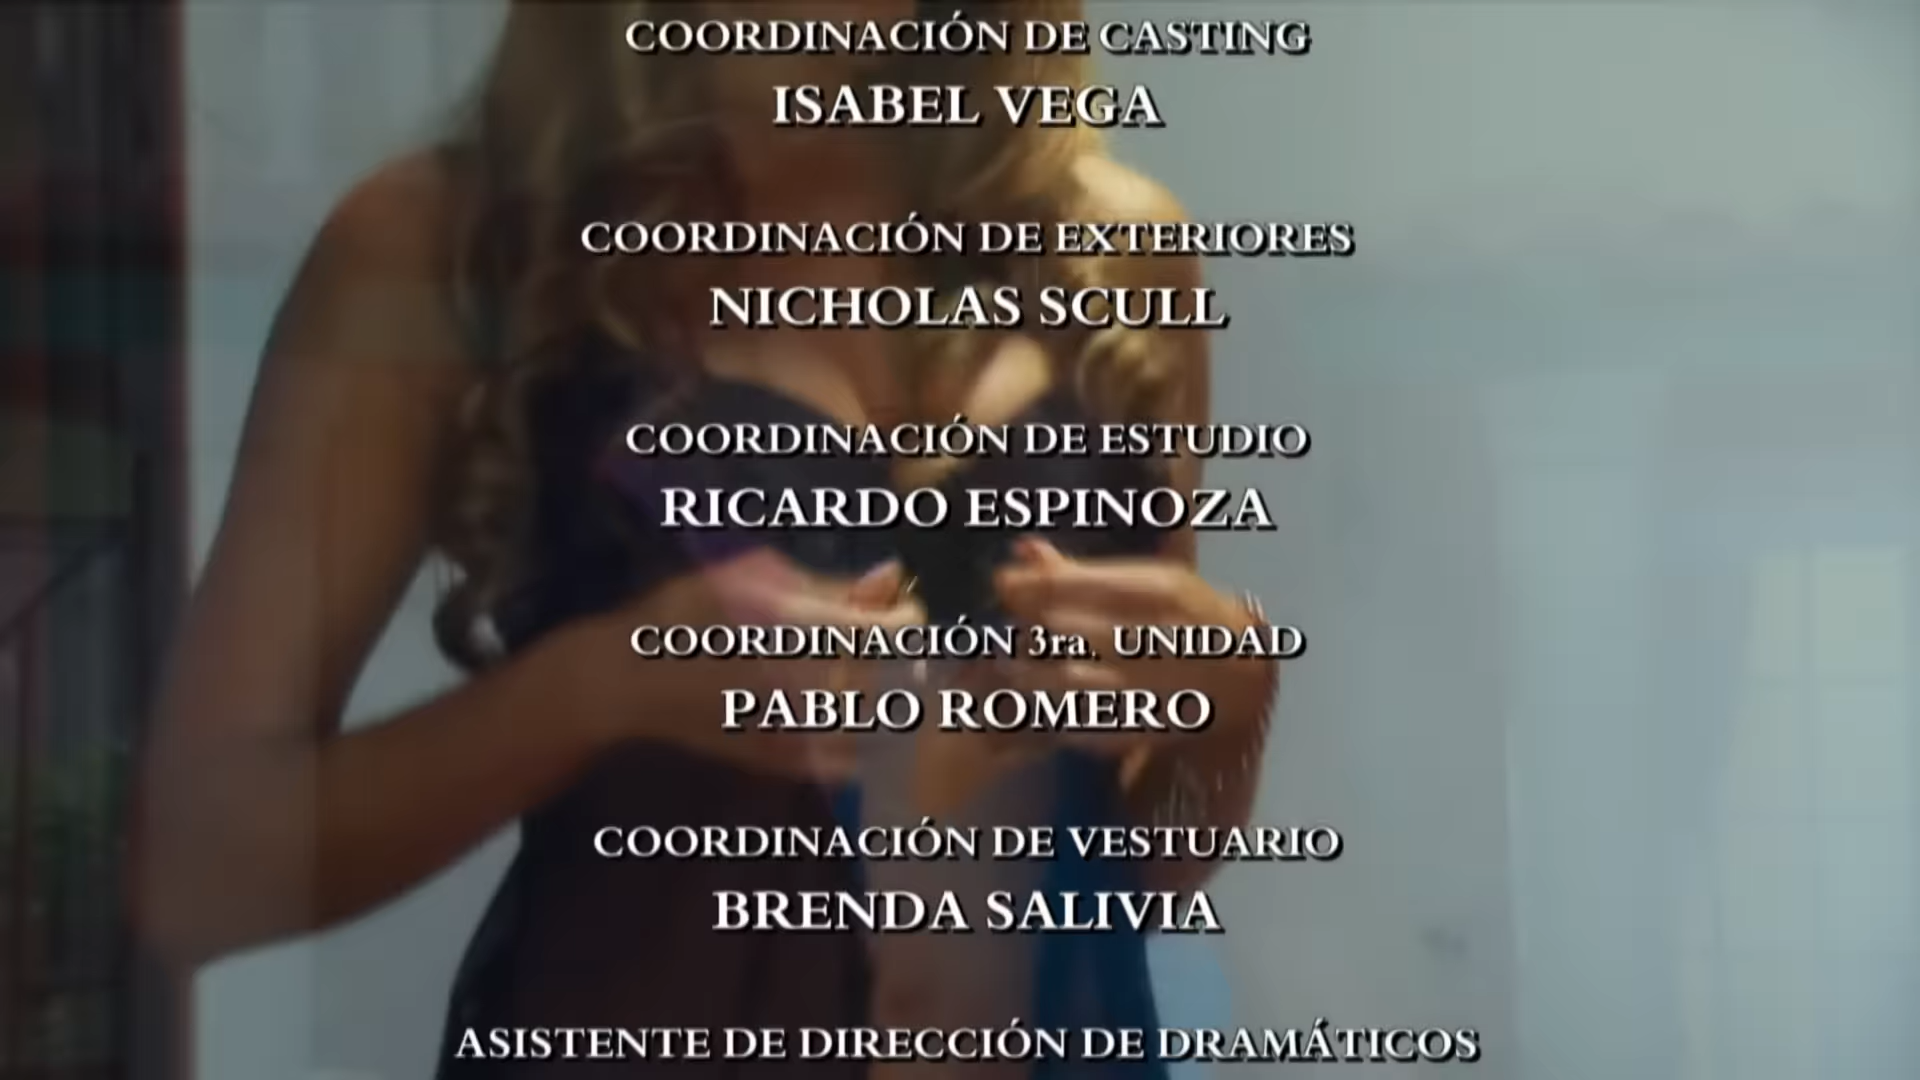 COORDINACIÓN DE CASTING
ISABEL VEGA
COORDINACIÓN DE EXTERIORES
NICHOLAS SCULL
COORDINACIÓN DE ESTUDIO
RICARDO ESPINOZA
COORDINACIÓN 3ra. UNIDAD
PABLO ROMERO
COORDINACIÓN DE VESTUARIO
BRENDA SALIVIA
ASISTENTE DE DIRECCIÓN DE DRAMÁTICOS